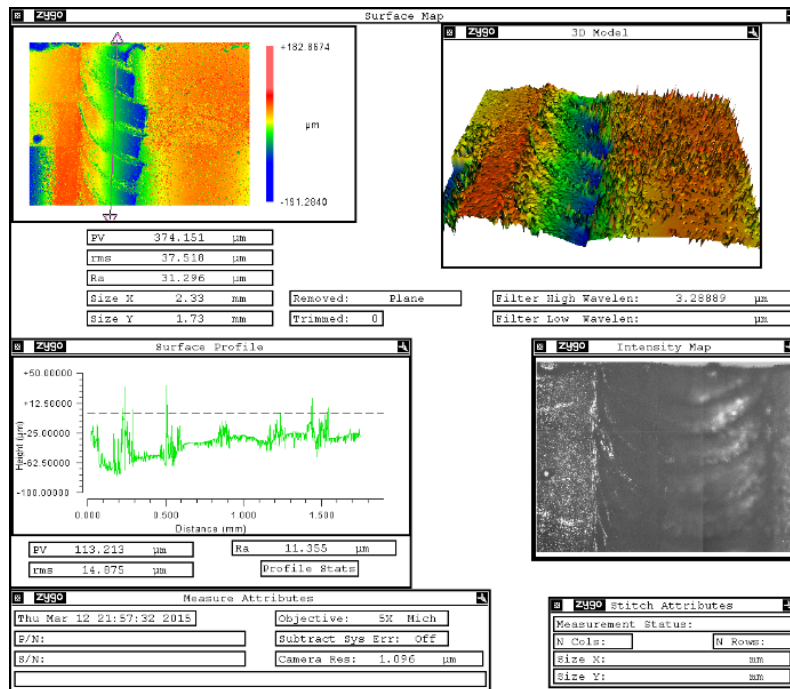 zygo Surface Map
+182.8674
µm
-191.2840
zygo 3D Model
PV 374.151 µm
rms 37.518 µm
Ra 31.296 µm
Size X 2.33 mm
Size Y 1.73 mm
Removed: Plane
Trimmed: 0
Filter High Wavelen: 3.28889 µm
Filter Low Wavelen: µm
zygo Surface Profile
+50.00000
+12.50000
-25.00000
-62.50000
-100.00000
Height (µm)
0.000 0.500 1.000 1.500
Distance (mm)
PV 113.213 µm
rms 14.875 µm
Ra 11.355 µm
Profile Stats
zygo Intensity Map
zygo Measure Attributes
Thu Mar 12 21:57:32 2015
P/N:
S/N:
Objective: 5X Mich
Subtract Sys Err: Off
Camera Res: 1.096 µm
zygo Stitch Attributes
Measurement Status:
N Cols: N Rows:
Size X: mm
Size Y: mm